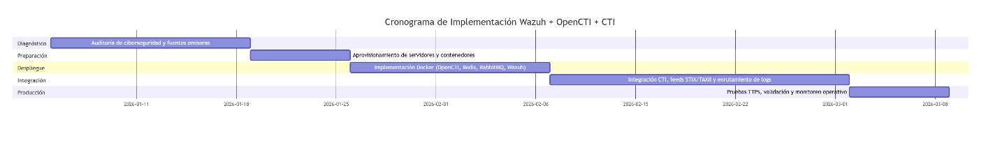 Cronograma de Implementación Wazuh + OpenCTI + CTI
Diagnóstico
Auditoría de ciberseguridad y fuentes emisoras
Preparación
Aprovisionamiento de servidores y contenedores
Despliegue
Implementación Docker (OpenCTI, Redis, RabbitMQ, Wazuh)
Integración
Integración CTI, feeds STIX/TAXII y enrutamiento de logs
Producción
Pruebas TTPs, validación y monitoreo operativo
2026-01-11
2026-01-18
2026-01-25
2026-02-01
2026-02-08
2026-02-15
2026-02-22
2026-03-01
2026-03-08